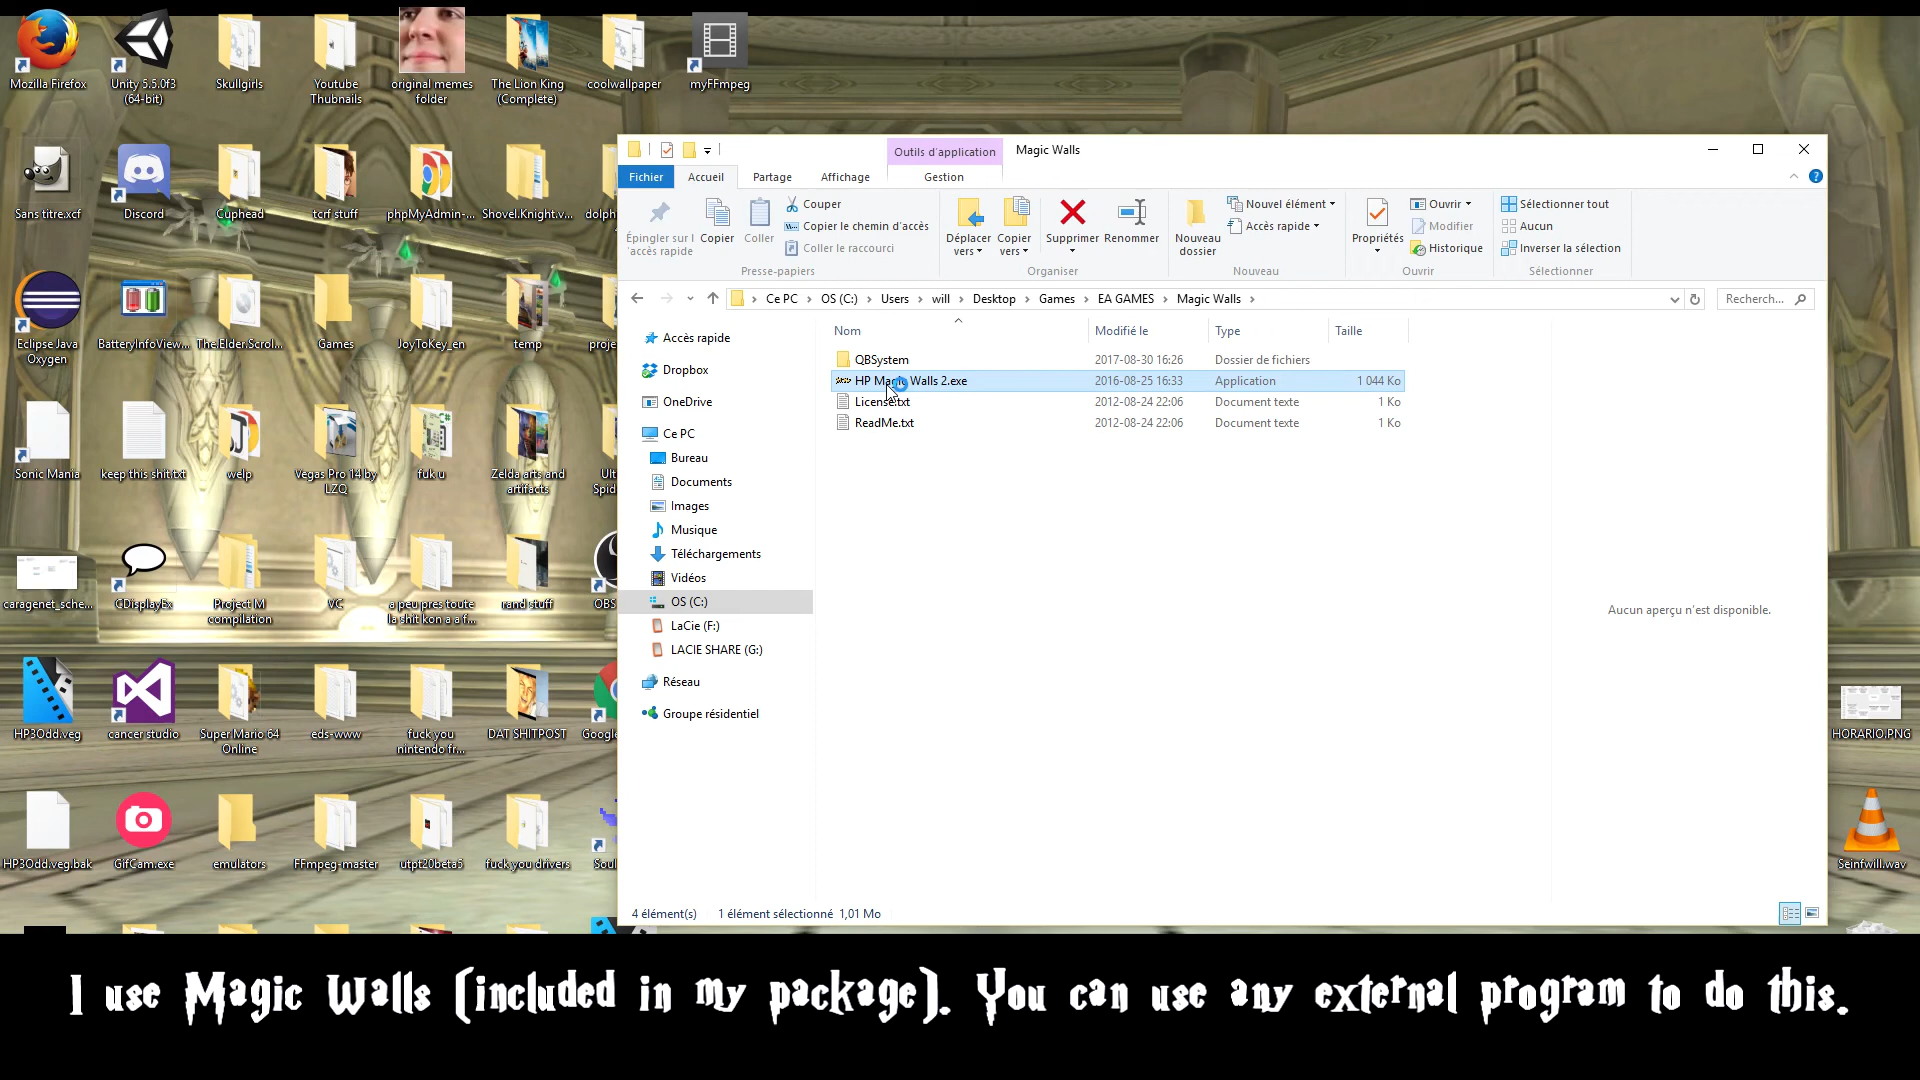 Mozilla Firefox
Unity 5.5.0f3 (64-bit)
Skullgirls
Youtube Thubnails
original memes folder
The Lion King (Complete)
coolwallpaper
myFFmpeg
Sans titre.xcf
Discord
Cuphead
tcrf stuff
phpMyAdmin-...
Shovel.Knight.v...
dolph
Eclipse Java Oxygen
BatteryInfoView...
The.Elder.Scrol...
Games
JoyToKey_en
temp
proje
Sonic Mania
keep this shit.txt
welp
Vegas Pro 14 by LZQ
fuk u
Zelda arts and artifacts
Ult
Spid
caragenet_sche...
CDisplayEx
Project M compilation
VC
a peu pres toute la shit kon a a f...
rand stuff
OBS
HP3Odd.veg
cancer studio
Super Mario 64 Online
eds-www
fuck you nintendo fr...
DAT SHITPOST
Google
HP3Odd.veg.bak
GifCam.exe
emulators
FFmpeg-master
utpt20beta5
fuck you drivers
Soul
HORARIO.PNG
Seinfwill.wav
Outils d'application
Magic Walls
Fichier
Accueil
Partage
Affichage
Gestion
Épingler sur l'accès rapide
Copier
Coller
Couper
Copier le chemin d'accès
Coller le raccourci
Presse-papiers
Déplacer vers
Copier vers
Supprimer
Renommer
Organiser
Nouveau dossier
Nouvel élément
Accès rapide
Nouveau
Propriétés
Ouvrir
Modifier
Historique
Ouvrir
Sélectionner tout
Aucun
Inverser la sélection
Sélectionner
Ce PC > OS (C:) > Users > will > Desktop > Games > EA GAMES > Magic Walls >
Recherch...
Accès rapide
Dropbox
OneDrive
Ce PC
Bureau
Documents
Images
Musique
Téléchargements
Vidéos
OS (C:)
LaCie (F:)
LACIE SHARE (G:)
Réseau
Groupe résidentiel
Nom Modifié le Type Taille
QBSystem 2017-08-30 16:26 Dossier de fichiers
HP Magic Walls 2.exe 2016-08-25 16:33 Application 1 044 Ko
License.txt 2012-08-24 22:06 Document texte 1 Ko
ReadMe.txt 2012-08-24 22:06 Document texte 1 Ko
Aucun aperçu n'est disponible.
4 élément(s) 1 élément sélectionné 1,01 Mo
I use Magic Walls (included in my package). You can use any external program to do this.